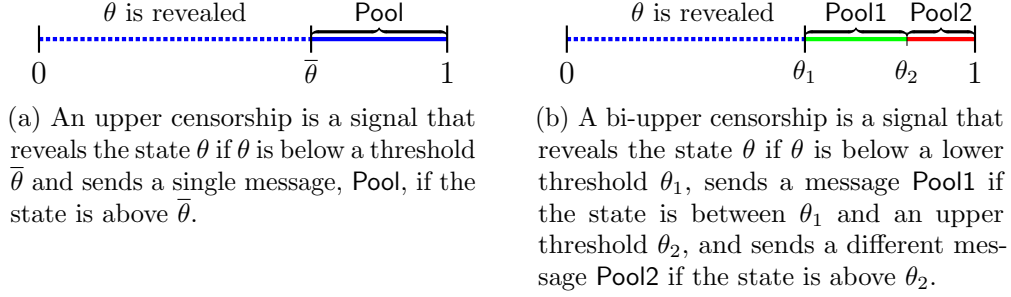 θ is revealed Pool
0 θ̅ 1
(a) An upper censorship is a signal that
reveals the state θ if θ is below a threshold
θ̅ and sends a single message, Pool, if the
state is above θ̅.
θ is revealed Pool1 Pool2
0 θ₁ θ₂ 1
(b) A bi-upper censorship is a signal that
reveals the state θ if θ is below a lower
threshold θ₁, sends a message Pool1 if
the state is between θ₁ and an upper
threshold θ₂, and sends a different mes-
sage Pool2 if the state is above θ₂.